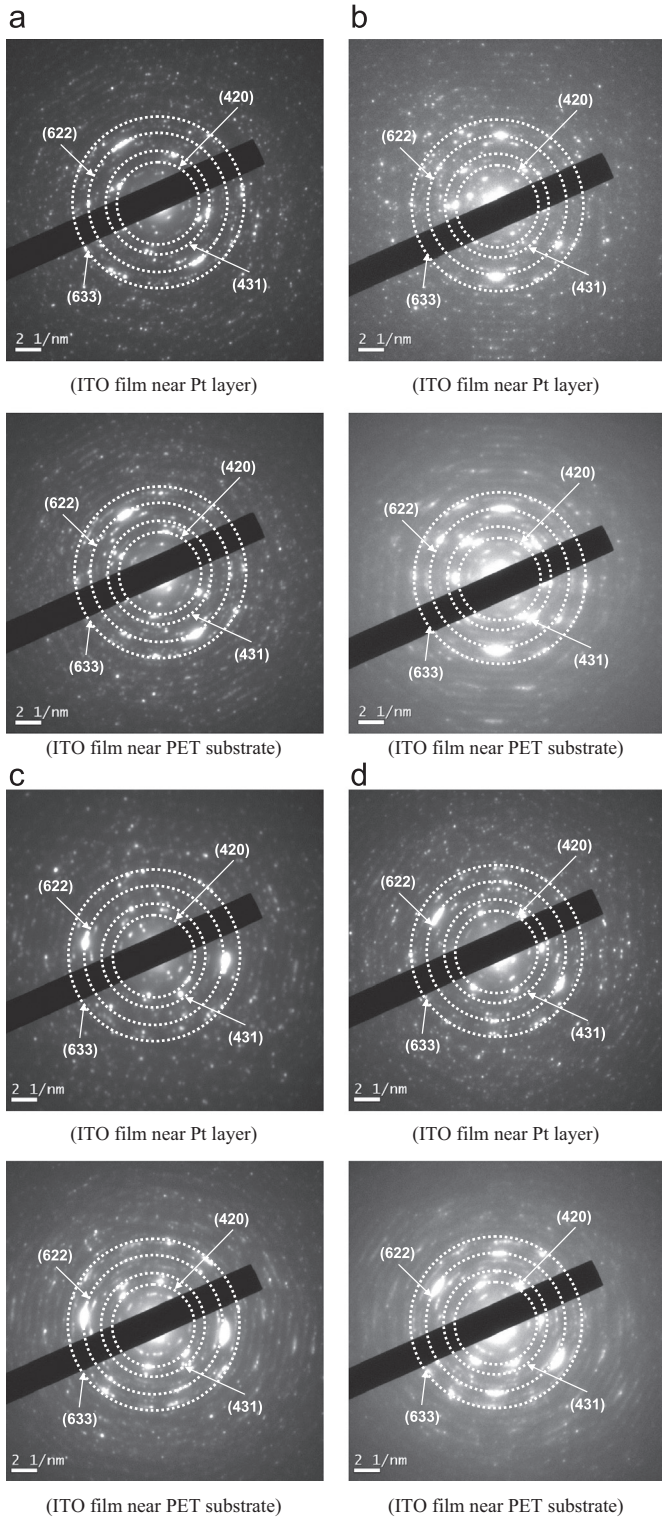 a
b
(420)
(622)
(633)
(431)
2 1/nm
(420)
(622)
(633)
(431)
2 1/nm
(ITO film near Pt layer)
(ITO film near Pt layer)
(420)
(622)
(633)
(431)
2 1/nm
(420)
(622)
(633)
(431)
2 1/nm
(ITO film near PET substrate)
(ITO film near PET substrate)
c
d
(420)
(622)
(633)
(431)
2 1/nm
(420)
(622)
(633)
(431)
2 1/nm
(ITO film near Pt layer)
(ITO film near Pt layer)
(420)
(622)
(633)
(431)
2 1/nm
(420)
(622)
(633)
(431)
2 1/nm
(ITO film near PET substrate)
(ITO film near PET substrate)